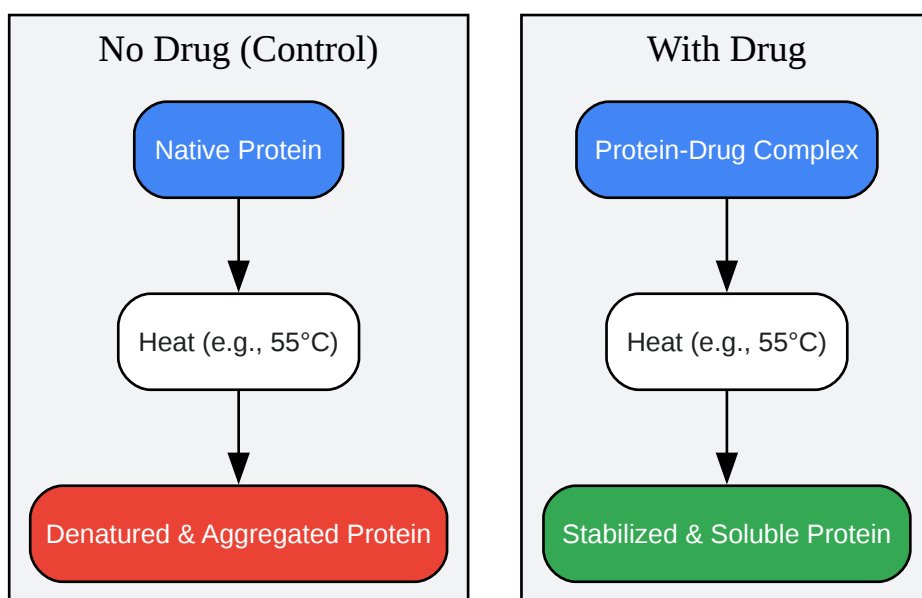 No Drug (Control)
Native Protein
Heat (e.g., 55°C)
Denatured & Aggregated Protein
With Drug
Protein-Drug Complex
Heat (e.g., 55°C)
Stabilized & Soluble Protein